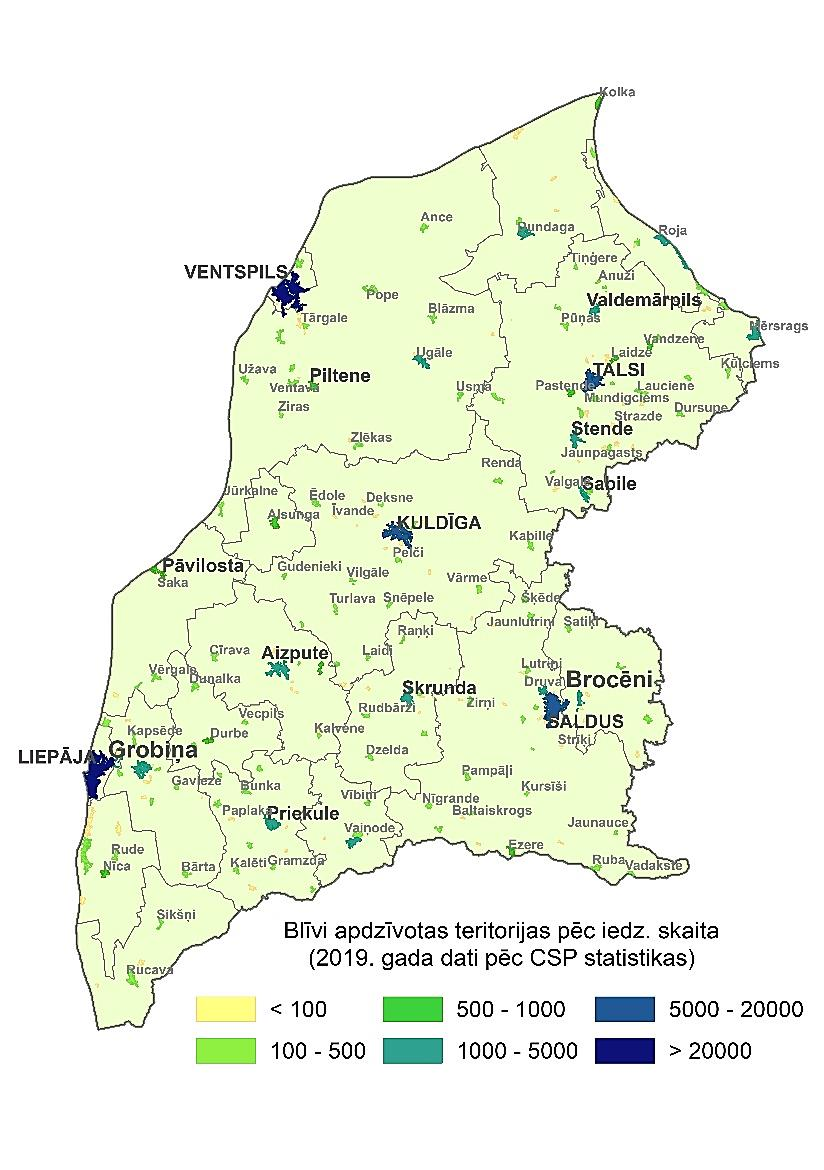 Kolka
Ance
Dundaga
Roja
VENTSPILS
Tiņģere
Anuži
Pope
Valdemārpils
Tārgale
Blāzma
Pūņas
Mērsrags
Vandzene
Ugāle
Laidze
Ķūļciems
Užava
Piltene
TALSI
Ventava
Usma
Pastende
Lauciene
Mundigciems
Ziras
Strazde
Dursupe
Stende
Zlēkas
Jaunpagasts
Renda
Valgale
Sabile
Jūrkalne
Ēdole
Deksne
Alsunga
Īvande
KULDĪGA
Kabile
Pelči
Pāvilosta
Gudenieki
Vilgāle
Saka
Vārme
Turlava
Snēpele
Šķēde
Jaunlutriņi
Satiķi
Ranķi
Cīrava
Aizpute
Laidi
Vērgale
Lutriņi
Dunalka
Druva
Brocēni
Skrunda
Rudbārži
Zirņi
Vecpils
SALDUS
Kapsēde
Durbe
Kalvene
Striķi
LIEPĀJA
Grobiņa
Dzelda
Gavieze
Bunka
Pampāļi
Kursīši
Vībiņi
Nīgrande
Paplaka
Priekule
Baltaiskrogs
Vaiņode
Jaunauce
Rude
Ezere
Nīca
Bārta
Kalēti
Gramzda
Ruba
Vadakste
Sikšņi
Rucava
Blīvi apdzīvotas teritorijas pēc iedz. skaita
(2019. gada dati pēc CSP statistikas)
< 100
500 - 1000
5000 - 20000
100 - 500
1000 - 5000
> 20000